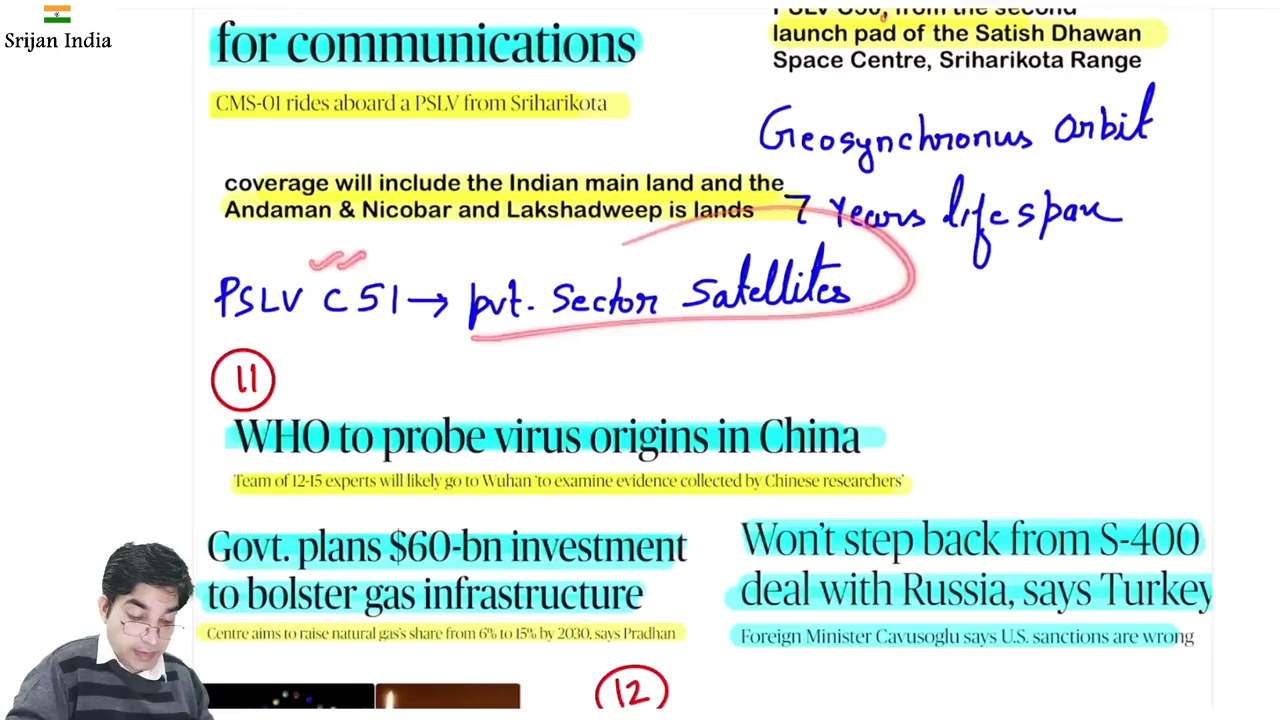 Srijan India
for communications
CMS-01 rides aboard a PSLV from Sriharikota
PSLV C50, from the second
launch pad of the Satish Dhawan
Space Centre, Sriharikota Range
Geosynchronus orbit
coverage will include the Indian main land and the
Andaman & Nicobar and Lakshadweep is lands
7 years life span
PSLV C51 → pvt. Sector Satellites
11
WHO to probe virus origins in China
Team of 12-15 experts will likely go to Wuhan 'to examine evidence collected by Chinese researchers'
Govt. plans $60-bn investment
to bolster gas infrastructure
Centre aims to raise natural gas's share from 6% to 15% by 2030, says Pradhan
Won't step back from S-400
deal with Russia, says Turkey
Foreign Minister Cavusoglu says U.S. sanctions are wrong
12